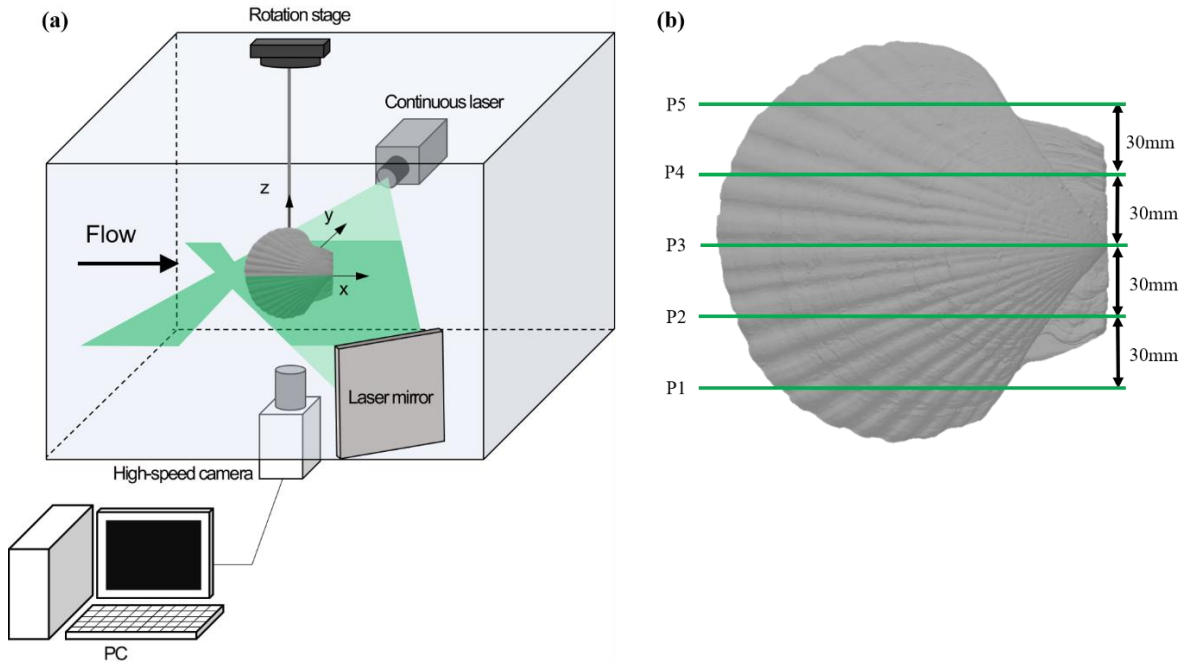 (a)
Rotation stage
Continuous laser
z
y
Flow
x
Laser mirror
High-speed camera
PC
(b)
P5
30mm
P4
30mm
P3
30mm
P2
30mm
P1